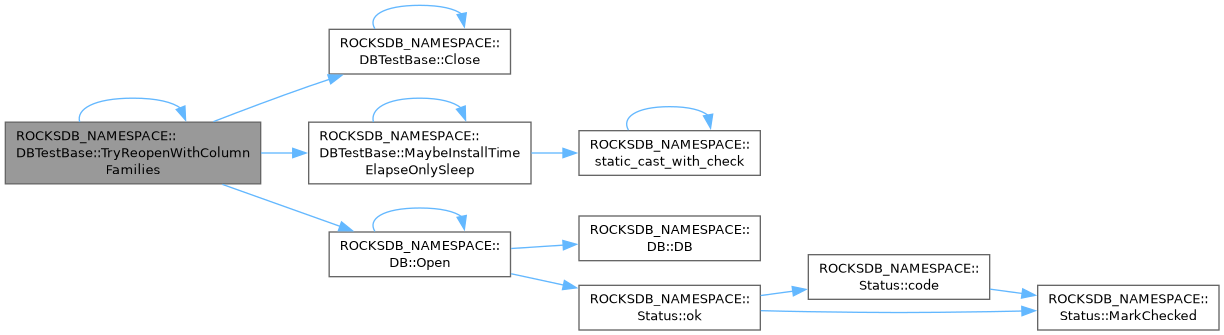 ROCKSDB_NAMESPACE::
DBTestBase::TryReopenWithColumn
Families
ROCKSDB_NAMESPACE::
DBTestBase::Close
ROCKSDB_NAMESPACE::
DBTestBase::MaybeInstallTime
ElapseOnlySleep
ROCKSDB_NAMESPACE::
static_cast_with_check
ROCKSDB_NAMESPACE::
DB::Open
ROCKSDB_NAMESPACE::
DB::DB
ROCKSDB_NAMESPACE::
Status::ok
ROCKSDB_NAMESPACE::
Status::code
ROCKSDB_NAMESPACE::
Status::MarkChecked